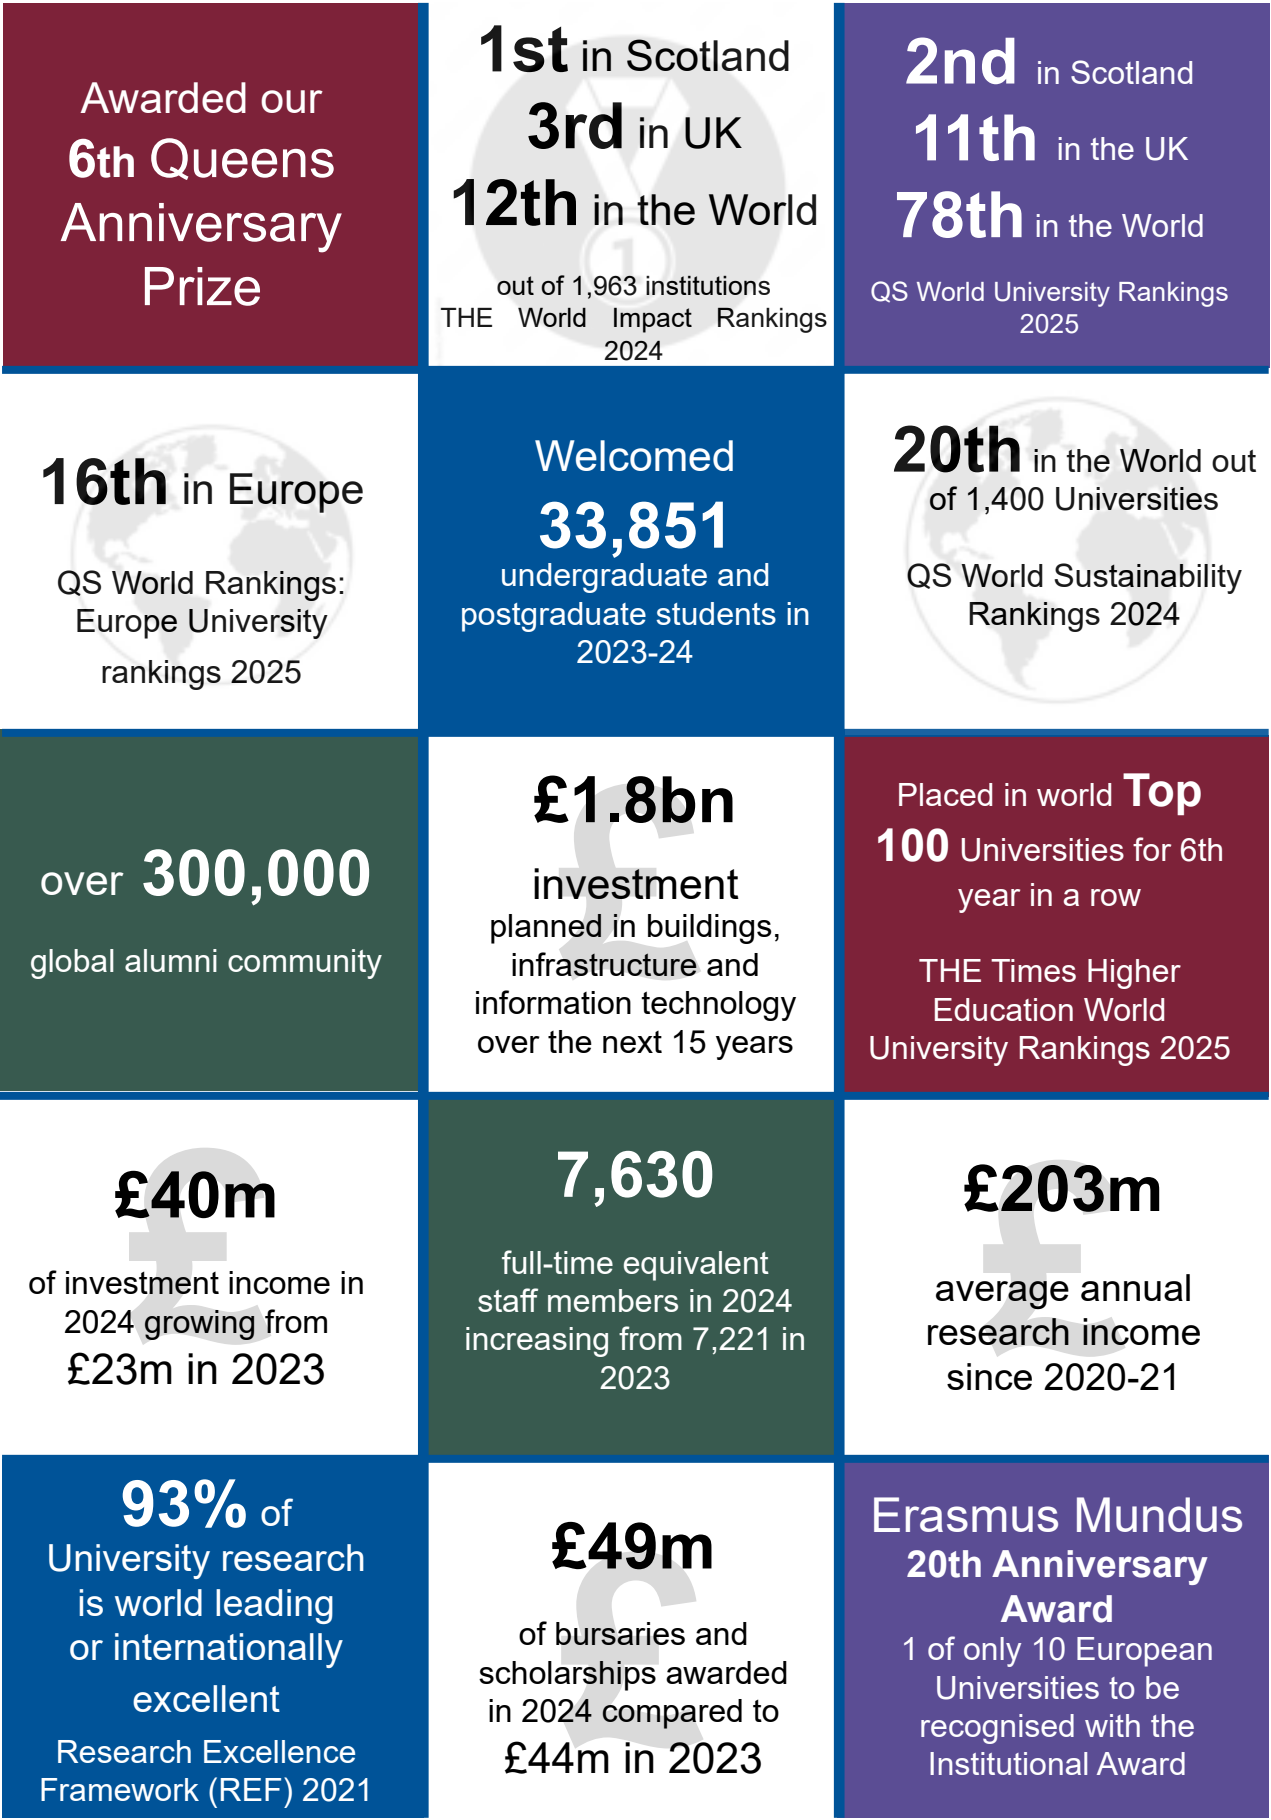 Awarded our
6th Queens
Anniversary
Prize
1st in Scotland
3rd in UK
12th in the World
out of 1,963 institutions
THE World Impact Rankings
2024
2nd in Scotland
11th in the UK
78th in the World
QS World University Rankings
2025
16th in Europe
QS World Rankings:
Europe University
rankings 2025
Welcomed
33,851
undergraduate and
postgraduate students in
2023-24
20th in the World out
of 1,400 Universities
QS World Sustainability
Rankings 2024
over 300,000
global alumni community
£1.8bn
investment
planned in buildings,
infrastructure and
information technology
over the next 15 years
Placed in world Top
100 Universities for 6th
year in a row
THE Times Higher
Education World
University Rankings 2025
£40m
of investment income in
2024 growing from
£23m in 2023
7,630
full-time equivalent
staff members in 2024
increasing from 7,221 in
2023
£203m
average annual
research income
since 2020-21
93% of
University research
is world leading
or internationally
excellent
Research Excellence
Framework (REF) 2021
£49m
of bursaries and
scholarships awarded
in 2024 compared to
£44m in 2023
Erasmus Mundus
20th Anniversary
Award
1 of only 10 European
Universities to be
recognised with the
Institutional Award